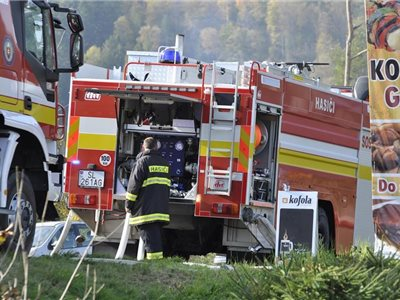 HASIČI
HASIČI
100
SL
261AG
kofola
KO
G
Do